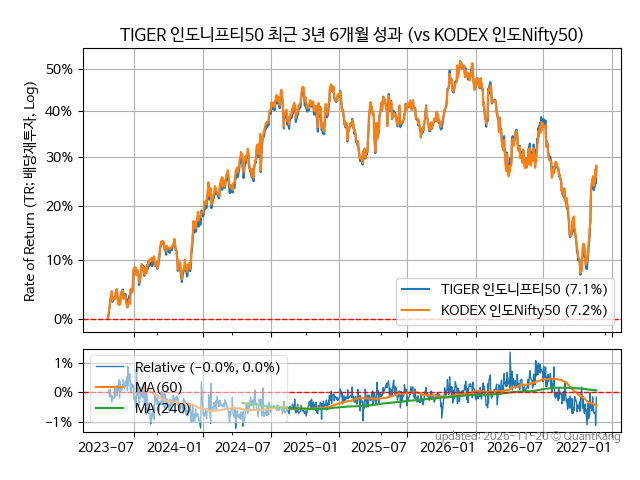 TIGER 인도니프티50 최근 3년 6개월 성과 (vs KODEX 인도Nifty50)
Rate of Return (TR: 배당재투자, Log)
50%
40%
30%
20%
10%
0%
TIGER 인도니프티50 (7.1%)
KODEX 인도Nifty50 (7.2%)
1%
0%
−1%
Relative (−0.0%, 0.0%)
MA(60)
MA(240)
updated: 2026−11−20 © QuantKang
2023−07 2024−01 2024−07 2025−01 2025−07 2026−01 2026−07 2027−01